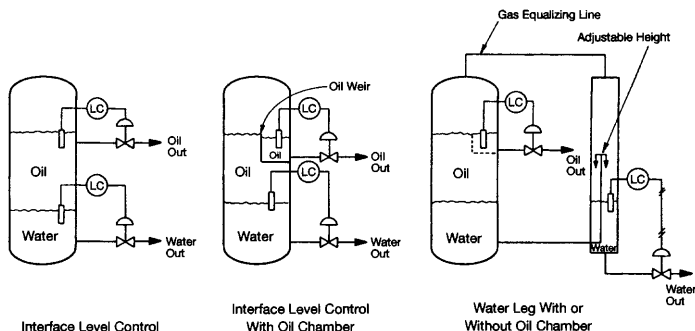 Gas Equalizing Line
Adjustable Height
Oil Weir
LC
Oil
Out
Oil
Water
LC
Water
Out
Interface Level Control
LC
Oil
Oil
Out
Oil
LC
Water
Water
Out
Interface Level Control
With Oil Chamber
LC
Oil
Out
Oil
Water
LC
Water
Water
Out
Water Leg With or
Without Oil Chamber